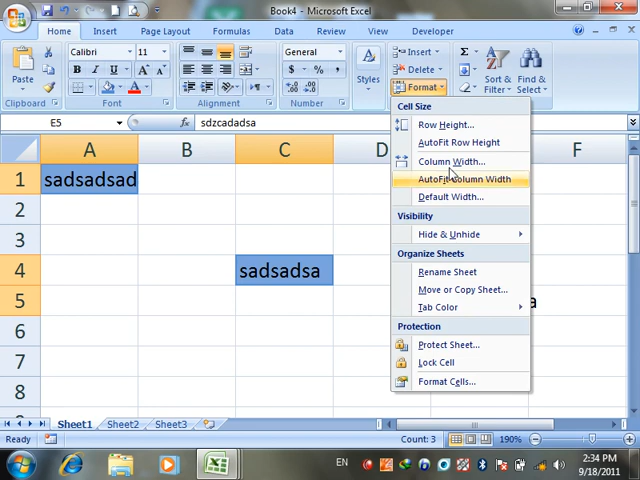 Book4 - Microsoft Excel
Home Insert Page Layout Formulas Data Review View
Paste
Calibri 11
B I U A A
General
$ % ,
Styles
Insert
Delete
Format
Σ
Sort & Filter
Find & Select
Clipboard Font Alignment Number
E5 fx sdzcadadsa
A B C D F
1 sadsadsad
2
3
4 sadsadsa
5 a
6
7
8
Cell Size
Row Height...
AutoFit Row Height
Column Width...
AutoFit Column Width
Default Width...
Visibility
Hide & Unhide
Organize Sheets
Rename Sheet
Move or Copy Sheet...
Tab Color
Protection
Protect Sheet...
Lock Cell
Format Cells...
Sheet1 Sheet2 Sheet3
Ready Count: 3 190%
EN 2:34 PM
9/18/2011